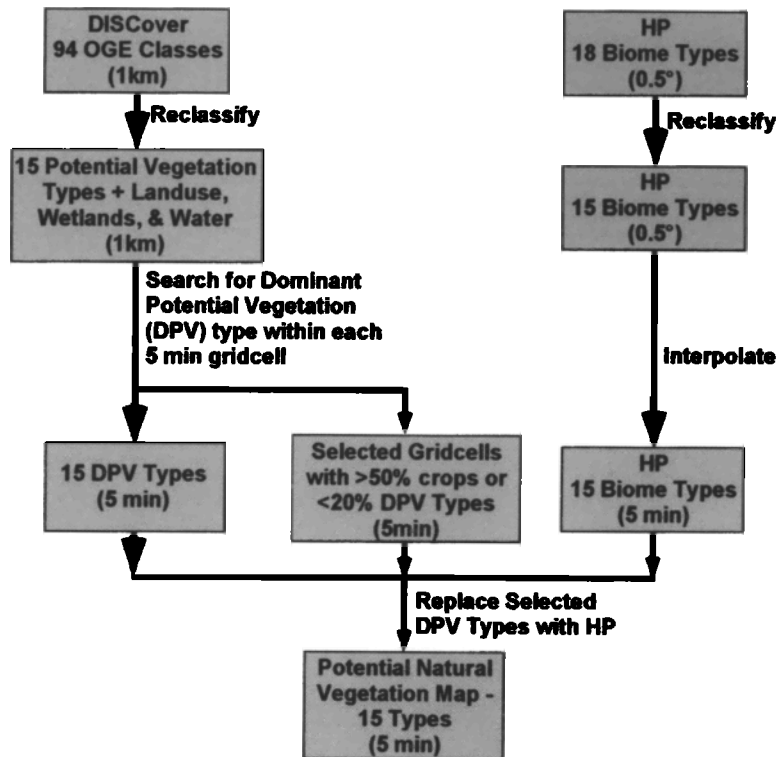 DISCover
94 OGE Classes
(1km)
HP
18 Biome Types
(0.5°)
Reclassify
Reclassify
15 Potential Vegetation
Types + Landuse,
Wetlands, & Water
(1km)
HP
15 Biome Types
(0.5°)
Search for Dominant
Potential Vegetation
(DPV) type within each
5 min gridcell
Interpolate
15 DPV Types
(5 min)
Selected Gridcells
with >50% crops or
<20% DPV Types
(5min)
HP
15 Biome Types
(5 min)
Replace Selected
DPV Types with HP
Potential Natural
Vegetation Map -
15 Types
(5 min)